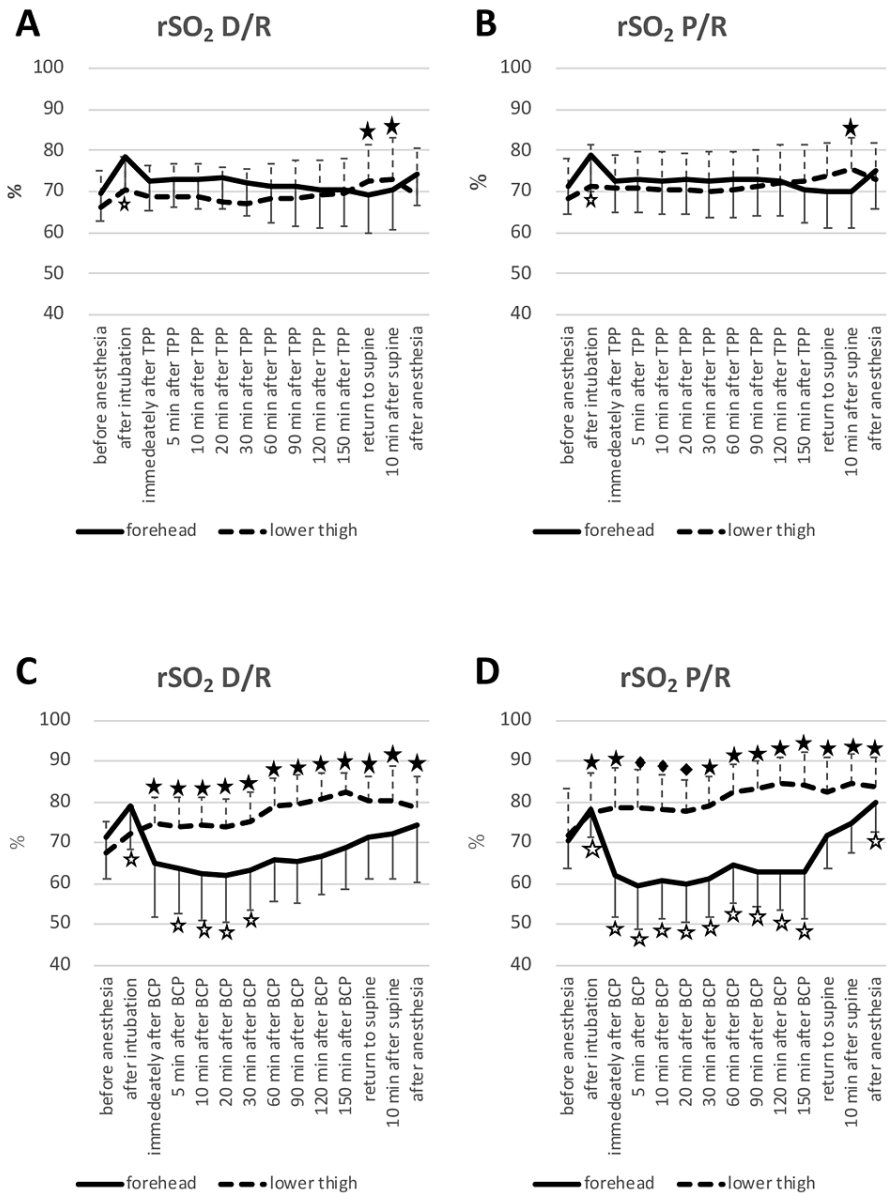 A
rSO₂ D/R
100
90
80
70
60
50
40
%
before anesthesia
after intubation
immedeately after TPP
5 min after TPP
10 min after TPP
20 min after TPP
30 min after TPP
60 min after TPP
90 min after TPP
120 min after TPP
150 min after TPP
return to supine
10 min after supine
after anesthesia
forehead
lower thigh
B
rSO₂ P/R
100
90
80
70
60
50
40
%
before anesthesia
after intubation
immedeately after TPP
5 min after TPP
10 min after TPP
20 min after TPP
30 min after TPP
60 min after TPP
90 min after TPP
120 min after TPP
150 min after TPP
return to supine
10 min after supine
after anesthesia
forehead
lower thigh
C
rSO₂ D/R
100
90
80
70
60
50
40
%
before anesthesia
after intubation
immedeately after BCP
5 min after BCP
10 min after BCP
20 min after BCP
30 min after BCP
60 min after BCP
90 min after BCP
120 min after BCP
150 min after BCP
return to supine
10 min after supine
after anesthesia
forehead
lower thigh
D
rSO₂ P/R
100
90
80
70
60
50
40
%
before anesthesia
after intubation
immedeately after BCP
5 min after BCP
10 min after BCP
20 min after BCP
30 min after BCP
60 min after BCP
90 min after BCP
120 min after BCP
150 min after BCP
return to supine
10 min after supine
after anesthesia
forehead
lower thigh